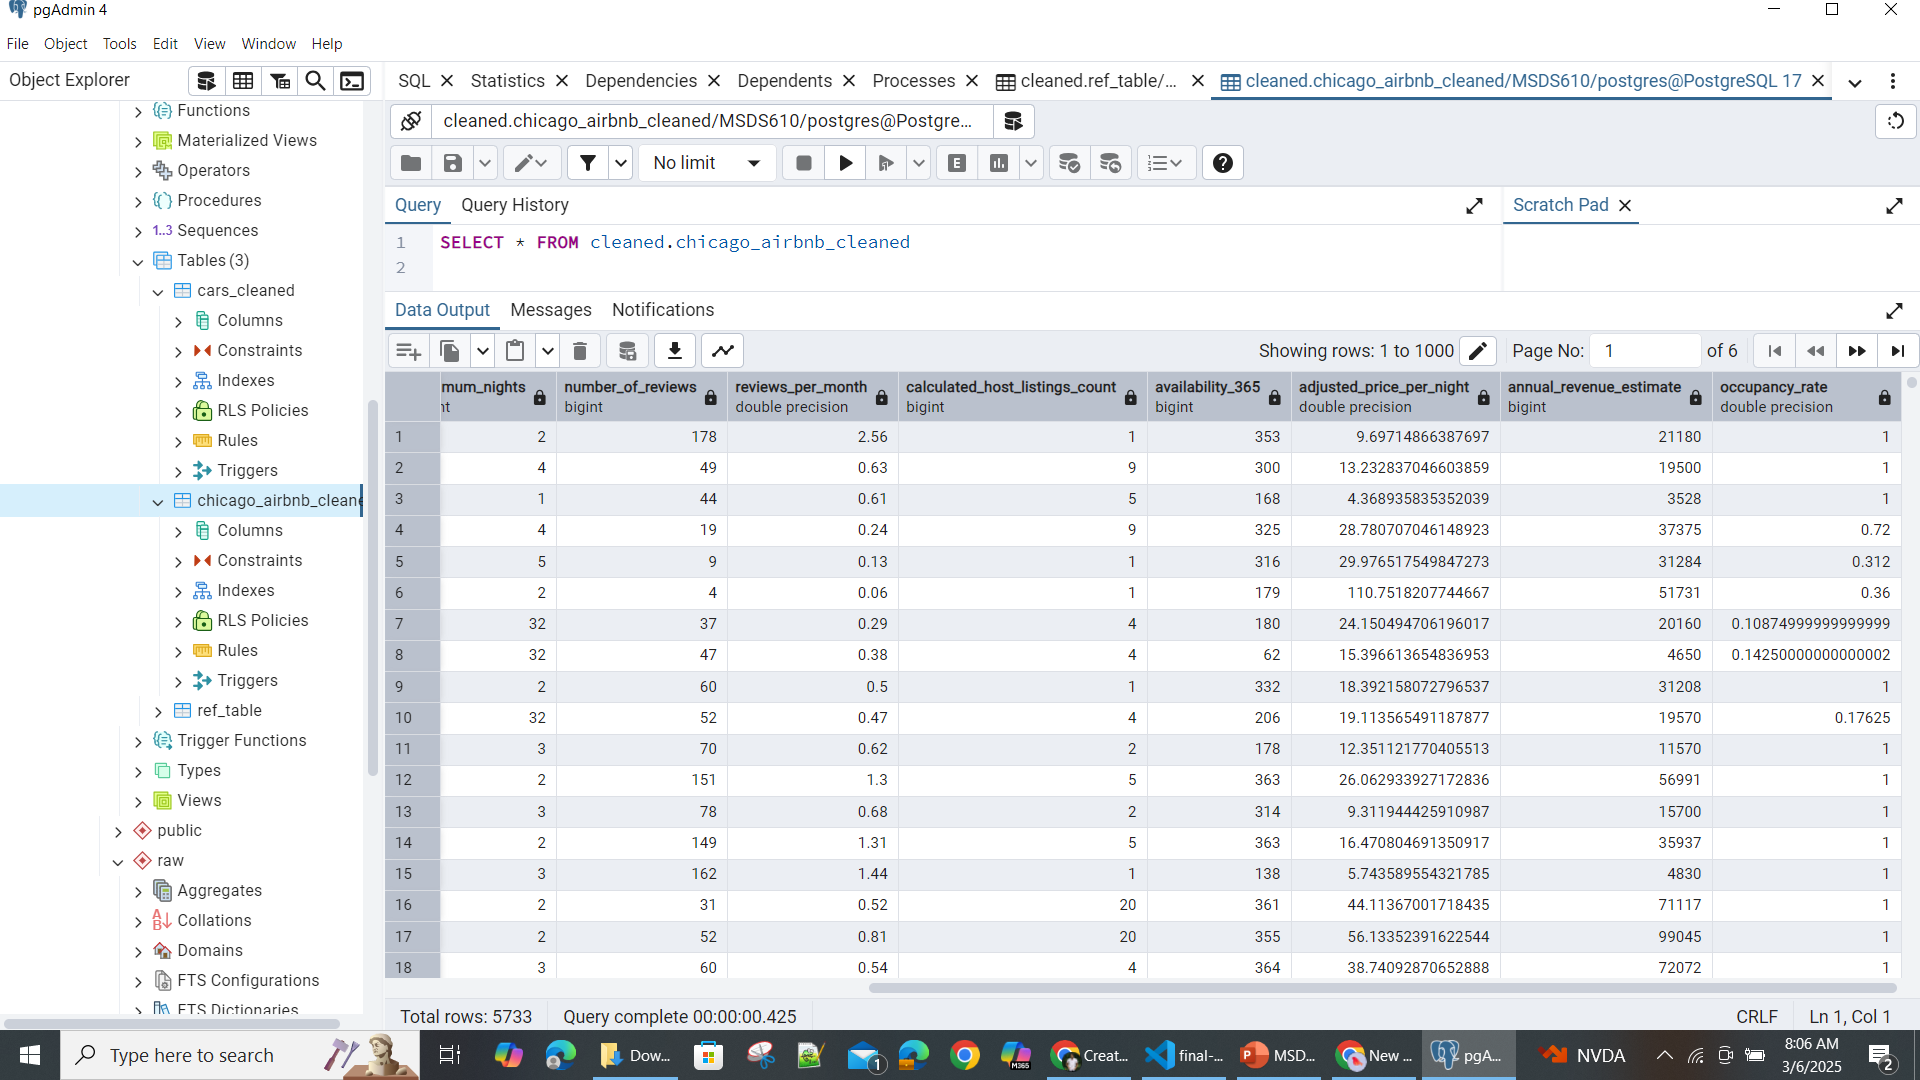 pgAdmin 4
File Object Tools Edit View Window Help
Object Explorer
SQL Statistics Dependencies Dependents Processes cleaned.ref_table/... cleaned.chicago_airbnb_cleaned/MSDS610/postgres@PostgreSQL 17
Functions
Materialized Views
Operators
Procedures
1..3 Sequences
Tables (3)
cars_cleaned
Columns
Constraints
Indexes
RLS Policies
Rules
Triggers
chicago_airbnb_cleane
Columns
Constraints
Indexes
RLS Policies
Rules
Triggers
ref_table
Trigger Functions
Types
Views
public
raw
Aggregates
Collations
Domains
FTS Configurations
FTS Dictionaries
cleaned.chicago_airbnb_cleaned/MSDS610/postgres@Postgre...
No limit
E
Query Query History
Scratch Pad
1 SELECT * FROM cleaned.chicago_airbnb_cleaned
2
Data Output Messages Notifications
Showing rows: 1 to 1000 Page No: 1 of 6
mum_nights number_of_reviews reviews_per_month calculated_host_listings_count availability_365 adjusted_price_per_night annual_revenue_estimate occupancy_rate
nt bigint double precision bigint bigint double precision bigint double precision
1 2 178 2.56 1 353 9.69714866387697 21180 1
2 4 49 0.63 9 300 13.232837046603859 19500 1
3 1 44 0.61 5 168 4.368935835352039 3528 1
4 4 19 0.24 9 325 28.780707046148923 37375 0.72
5 5 9 0.13 1 316 29.976517549847273 31284 0.312
6 2 4 0.06 1 179 110.7518207744667 51731 0.36
7 32 37 0.29 4 180 24.150494706196017 20160 0.10874999999999999
8 32 47 0.38 4 62 15.396613654836953 4650 0.14250000000000002
9 2 60 0.5 1 332 18.392158072796537 31208 1
10 32 52 0.47 4 206 19.113565491187877 19570 0.17625
11 3 70 0.62 2 178 12.351121770405513 11570 1
12 2 151 1.3 5 363 26.062933927172836 56991 1
13 3 78 0.68 2 314 9.311944425910987 15700 1
14 2 149 1.31 5 363 16.470804691350917 35937 1
15 3 162 1.44 1 138 5.743589554321785 4830 1
16 2 31 0.52 20 361 44.11367001718435 71117 1
17 2 52 0.81 20 355 56.13352391622544 99045 1
18 3 60 0.54 4 364 38.74092870652888 72072 1
Total rows: 5733 Query complete 00:00:00.425 CRLF Ln 1, Col 1
Type here to search Dow... 1 M365 Creat... final-... MSD... New ... pgA... NVDA 8:06 AM
3/6/2025 2